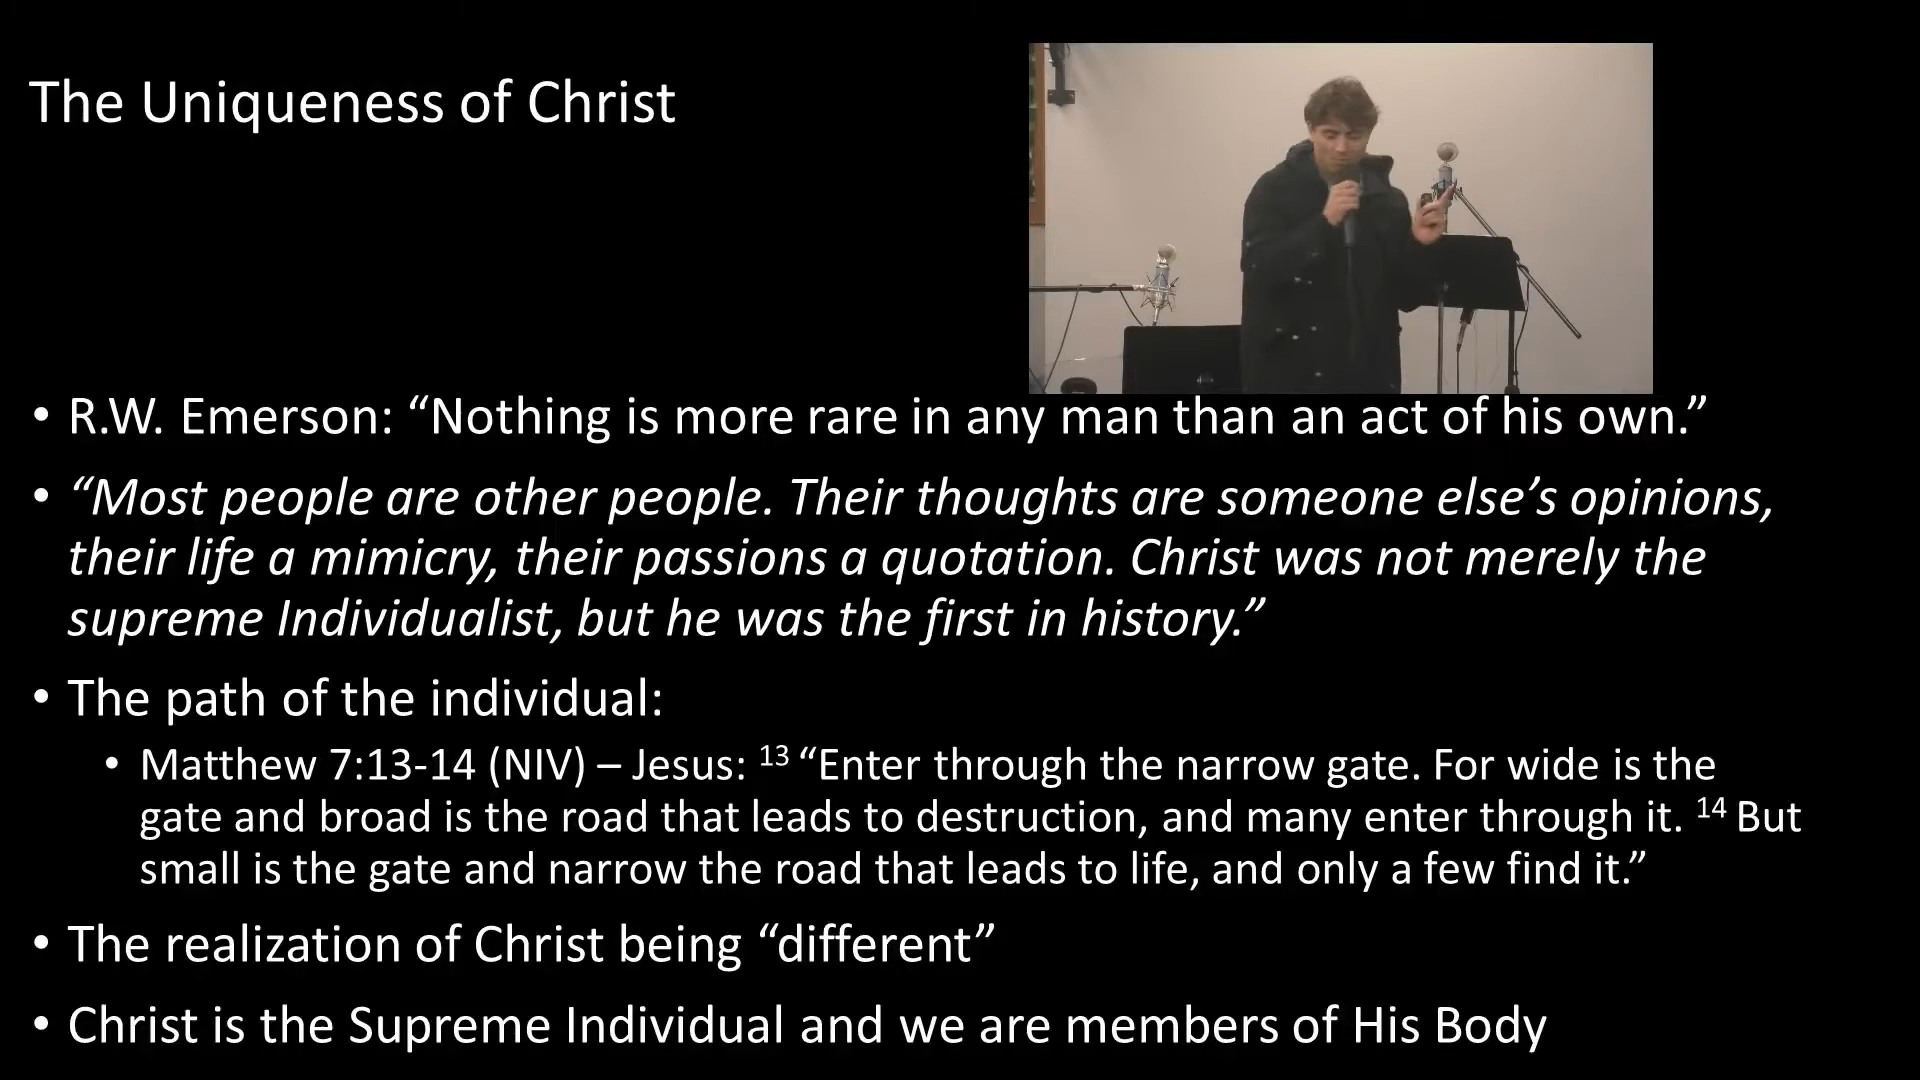 The Uniqueness of Christ
• R.W. Emerson: “Nothing is more rare in any man than an act of his own.”
• “Most people are other people. Their thoughts are someone else’s opinions,
their life a mimicry, their passions a quotation. Christ was not merely the
supreme Individualist, but he was the first in history.”
• The path of the individual:
• Matthew 7:13-14 (NIV) – Jesus: ¹³ “Enter through the narrow gate. For wide is the
gate and broad is the road that leads to destruction, and many enter through it. ¹⁴ But
small is the gate and narrow the road that leads to life, and only a few find it.”
• The realization of Christ being “different”
• Christ is the Supreme Individual and we are members of His Body